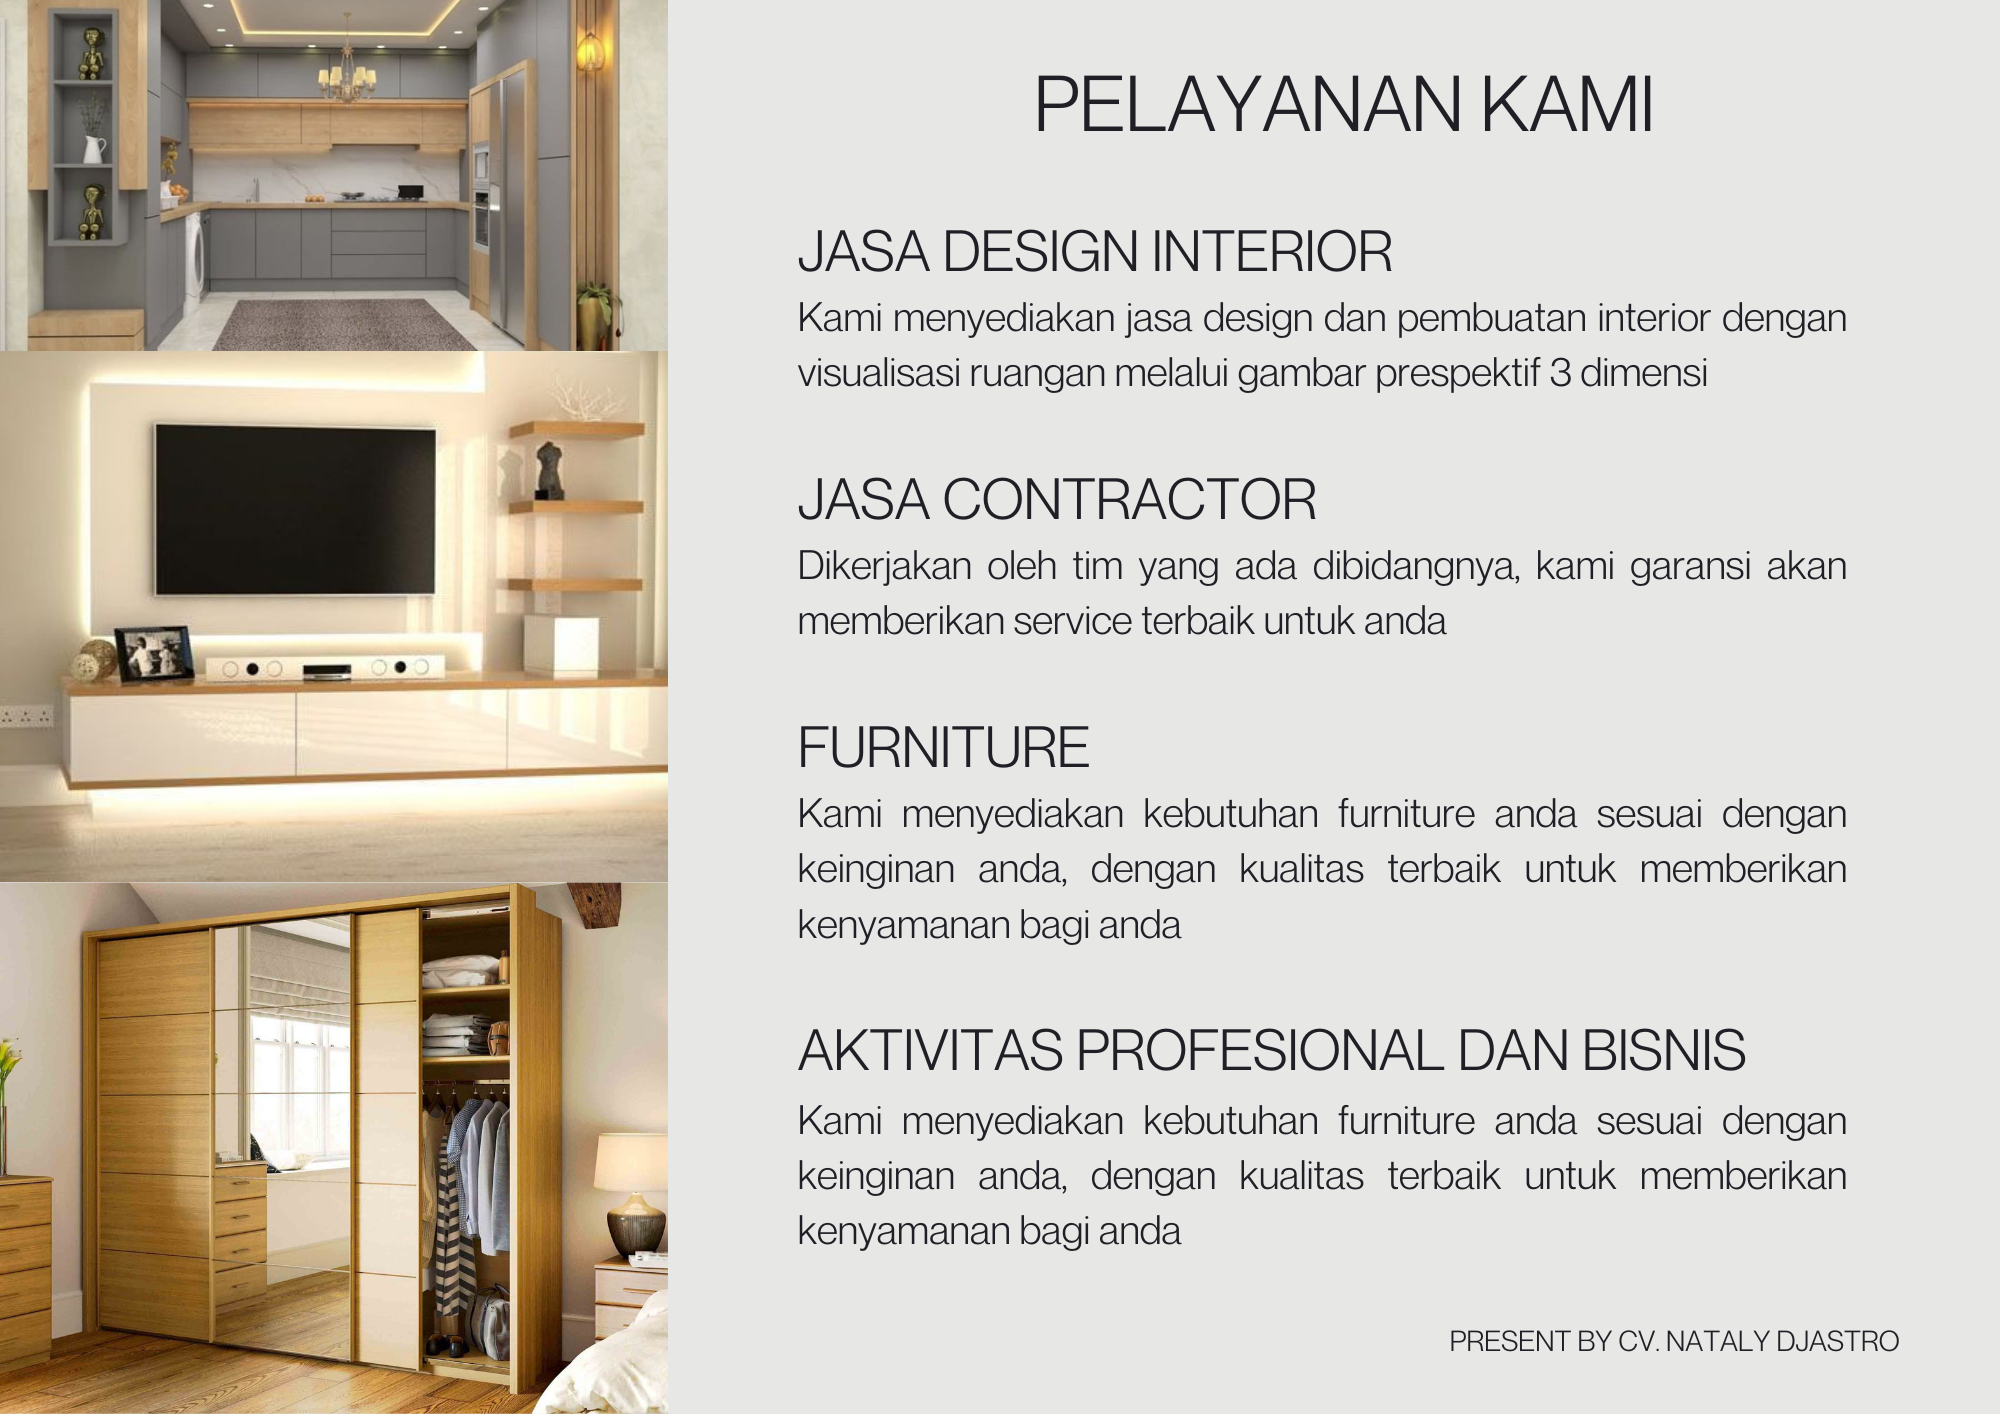 PELAYANAN KAMI
JASA DESIGN INTERIOR
Kami menyediakan jasa design dan pembuatan interior dengan
visualisasi ruangan melalui gambar prespektif 3 dimensi
JASA CONTRACTOR
Dikerjakan oleh tim yang ada dibidangnya, kami garansi akan
memberikan service terbaik untuk anda
FURNITURE
Kami menyediakan kebutuhan furniture anda sesuai dengan
keinginan anda, dengan kualitas terbaik untuk memberikan
kenyamanan bagi anda
AKTIVITAS PROFESIONAL DAN BISNIS
Kami menyediakan kebutuhan furniture anda sesuai dengan
keinginan anda, dengan kualitas terbaik untuk memberikan
kenyamanan bagi anda
PRESENT BY CV. NATALY DJASTRO